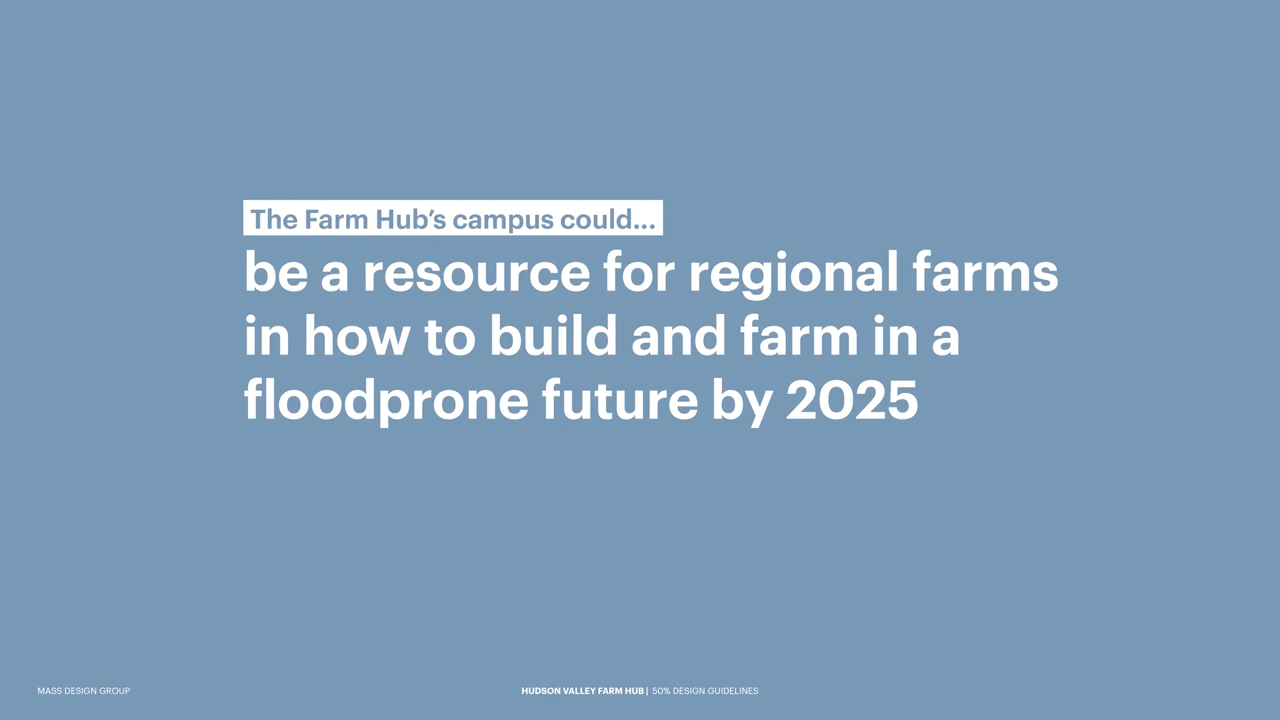 The Farm Hub’s campus could...
be a resource for regional farms
in how to build and farm in a
floodprone future by 2025
MASS DESIGN GROUP
HUDSON VALLEY FARM HUB | 50% DESIGN GUIDELINES